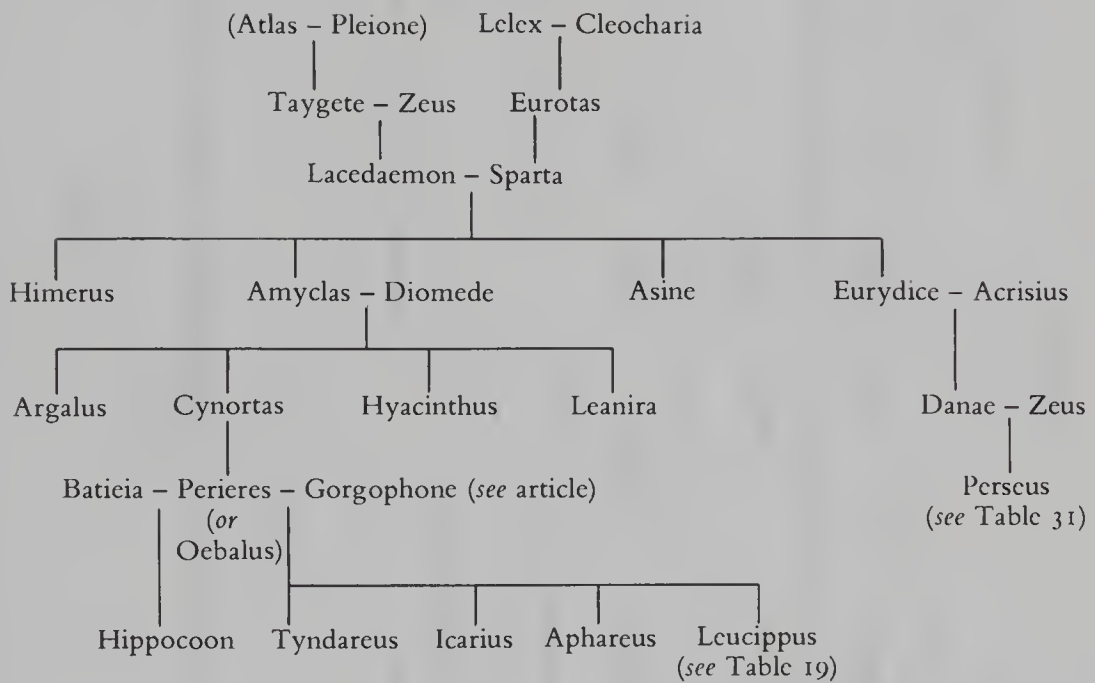 (Atlas – Pleione) Lelex – Cleocharia
Taygete – Zeus Eurotas
Lacedaemon – Sparta
Himerus Amyclas – Diomede Asine Eurydice – Acrisius
Argalus Cynortas Hyacinthus Leanira Danae – Zeus
Batieia – Perieres – Gorgophone (see article) Perseus
(or (see Table 31)
Oebalus)
Hippocoon Tyndareus Icarius Aphareus Leucippus
(see Table 19)